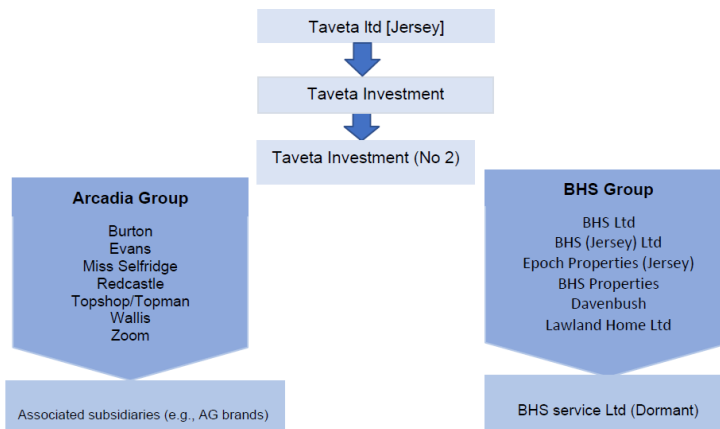 Taveta ltd [Jersey]
Taveta Investment
Taveta Investment (No 2)
Arcadia Group
Burton
Evans
Miss Selfridge
Redcastle
Topshop/Topman
Wallis
Zoom
Associated subsidiaries (e.g., AG brands)
BHS Group
BHS Ltd
BHS (Jersey) Ltd
Epoch Properties (Jersey)
BHS Properties
Davenbush
Lawland Home Ltd
BHS service Ltd (Dormant)